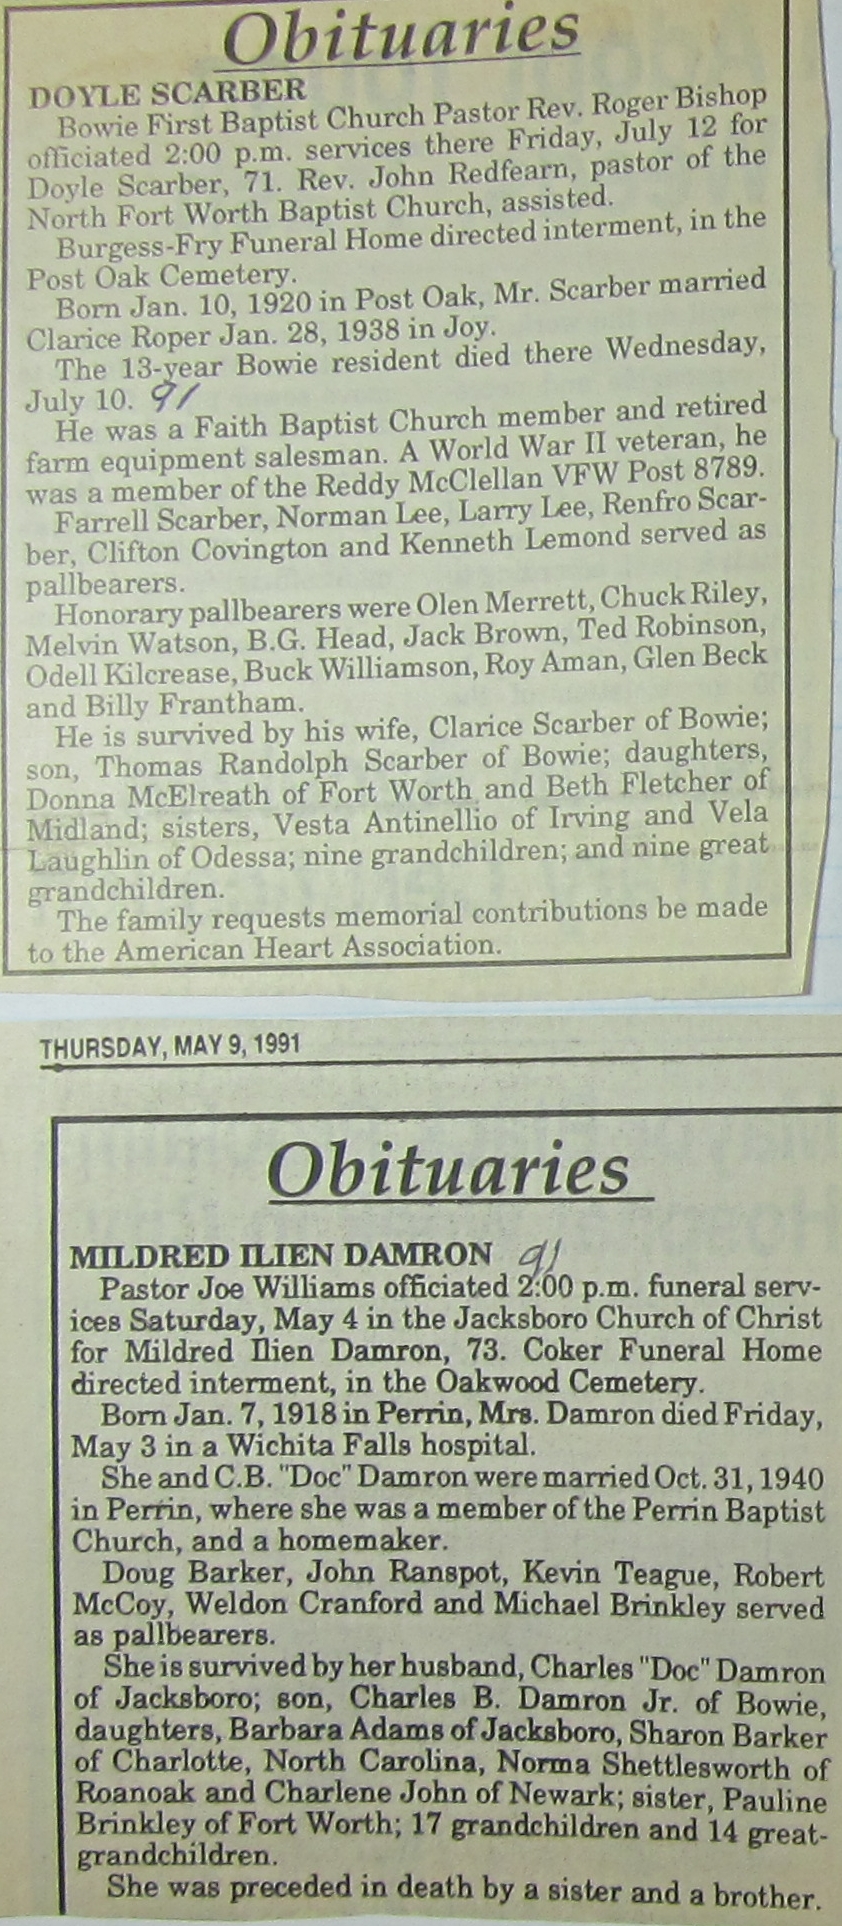 Obituaries
DOYLE SCARBER
Bowie First Baptist Church Pastor Rev. Roger Bishop
officiated 2:00 p.m. services there Friday, July 12 for
Doyle Scarber, 71. Rev. John Redfearn, pastor of the
North Fort Worth Baptist Church, assisted.
Burgess-Fry Funeral Home directed interment, in the
Post Oak Cemetery.
Born Jan. 10, 1920 in Post Oak, Mr. Scarber married
Clarice Roper Jan. 28, 1938 in Joy.
The 13-year Bowie resident died there Wednesday,
July 10. 91
He was a Faith Baptist Church member and retired
farm equipment salesman. A World War II veteran, he
was a member of the Reddy McClellan VFW Post 8789.
Farrell Scarber, Norman Lee, Larry Lee, Renfro Scar-
ber, Clifton Covington and Kenneth Lemond served as
pallbearers.
Honorary pallbearers were Olen Merrett, Chuck Riley,
Melvin Watson, B.G. Head, Jack Brown, Ted Robinson,
Odell Kilcrease, Buck Williamson, Roy Aman, Glen Beck
and Billy Frantham.
He is survived by his wife, Clarice Scarber of Bowie;
son, Thomas Randolph Scarber of Bowie; daughters,
Donna McElreath of Fort Worth and Beth Fletcher of
Midland; sisters, Vesta Antinellio of Irving and Vela
Laughlin of Odessa; nine grandchildren; and nine great
grandchildren.
The family requests memorial contributions be made
to the American Heart Association.
THURSDAY, MAY 9, 1991
Obituaries
MILDRED ILIEN DAMRON 91
Pastor Joe Williams officiated 2:00 p.m. funeral serv-
ices Saturday, May 4 in the Jacksboro Church of Christ
for Mildred Ilien Damron, 73. Coker Funeral Home
directed interment, in the Oakwood Cemetery.
Born Jan. 7, 1918 in Perrin, Mrs. Damron died Friday,
May 3 in a Wichita Falls hospital.
She and C.B. "Doc" Damron were married Oct. 31, 1940
in Perrin, where she was a member of the Perrin Baptist
Church, and a homemaker.
Doug Barker, John Ranspot, Kevin Teague, Robert
McCoy, Weldon Cranford and Michael Brinkley served
as pallbearers.
She is survived by her husband, Charles "Doc" Damron
of Jacksboro; son, Charles B. Damron Jr. of Bowie,
daughters, Barbara Adams of Jacksboro, Sharon Barker
of Charlotte, North Carolina, Norma Shettlesworth of
Roanoak and Charlene John of Newark; sister, Pauline
Brinkley of Fort Worth; 17 grandchildren and 14 great-
grandchildren.
She was preceded in death by a sister and a brother.